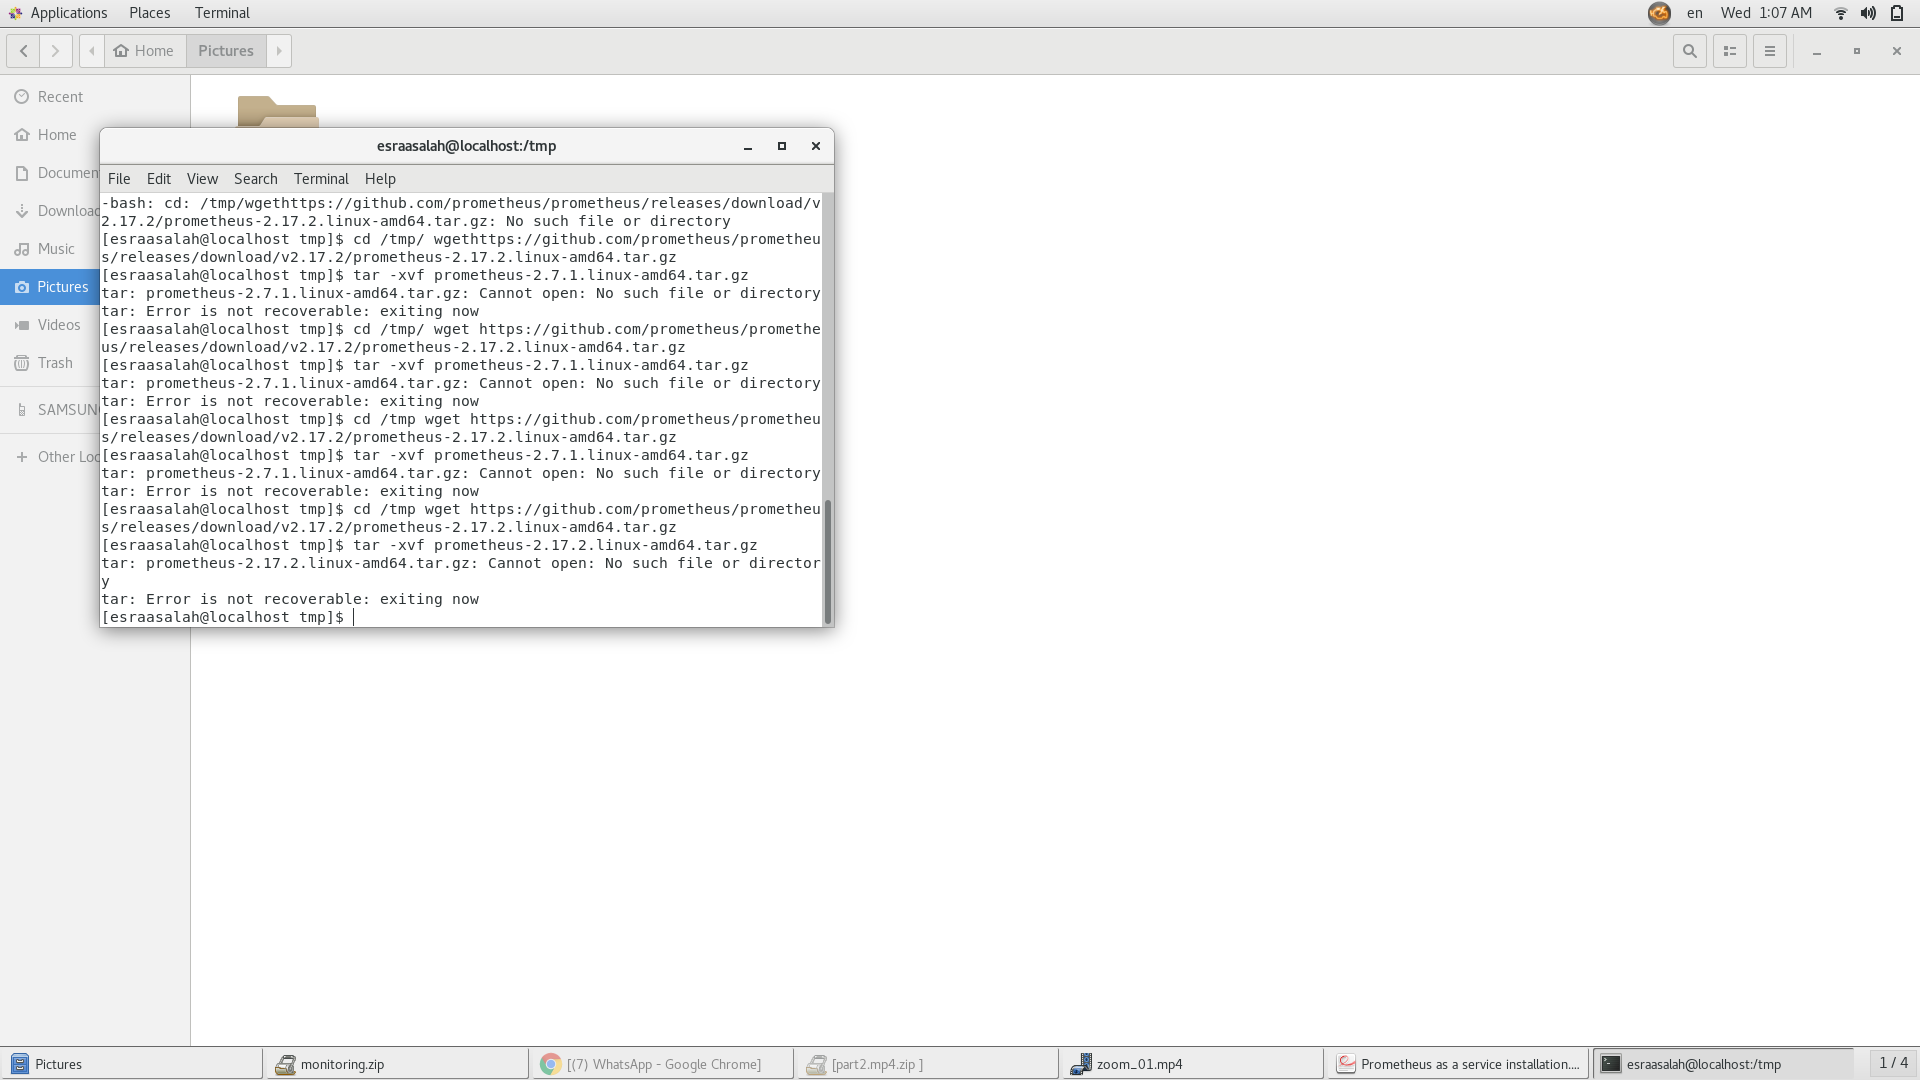 Applications Places Terminal en Wed 1:07 AM
Home Pictures
Recent
Home
Documen
Download
Music
Pictures
Videos
Trash
SAMSUN
Other Loc
esraasalah@localhost:/tmp
File Edit View Search Terminal Help
-bash: cd: /tmp/wgethttps://github.com/prometheus/prometheus/releases/download/v
2.17.2/prometheus-2.17.2.linux-amd64.tar.gz: No such file or directory
[esraasalah@localhost tmp]$ cd /tmp/ wgethttps://github.com/prometheus/prometheu
s/releases/download/v2.17.2/prometheus-2.17.2.linux-amd64.tar.gz
[esraasalah@localhost tmp]$ tar -xvf prometheus-2.7.1.linux-amd64.tar.gz
tar: prometheus-2.7.1.linux-amd64.tar.gz: Cannot open: No such file or directory
tar: Error is not recoverable: exiting now
[esraasalah@localhost tmp]$ cd /tmp/ wget https://github.com/prometheus/promethe
us/releases/download/v2.17.2/prometheus-2.17.2.linux-amd64.tar.gz
[esraasalah@localhost tmp]$ tar -xvf prometheus-2.7.1.linux-amd64.tar.gz
tar: prometheus-2.7.1.linux-amd64.tar.gz: Cannot open: No such file or directory
tar: Error is not recoverable: exiting now
[esraasalah@localhost tmp]$ cd /tmp wget https://github.com/prometheus/prometheu
s/releases/download/v2.17.2/prometheus-2.17.2.linux-amd64.tar.gz
[esraasalah@localhost tmp]$ tar -xvf prometheus-2.7.1.linux-amd64.tar.gz
tar: prometheus-2.7.1.linux-amd64.tar.gz: Cannot open: No such file or directory
tar: Error is not recoverable: exiting now
[esraasalah@localhost tmp]$ cd /tmp wget https://github.com/prometheus/prometheu
s/releases/download/v2.17.2/prometheus-2.17.2.linux-amd64.tar.gz
[esraasalah@localhost tmp]$ tar -xvf prometheus-2.17.2.linux-amd64.tar.gz
tar: prometheus-2.17.2.linux-amd64.tar.gz: Cannot open: No such file or director
y
tar: Error is not recoverable: exiting now
[esraasalah@localhost tmp]$
Pictures monitoring.zip [(7) WhatsApp - Google Chrome] [part2.mp4.zip ] zoom_01.mp4 Prometheus as a service installation.... esraasalah@localhost:/tmp 1 / 4